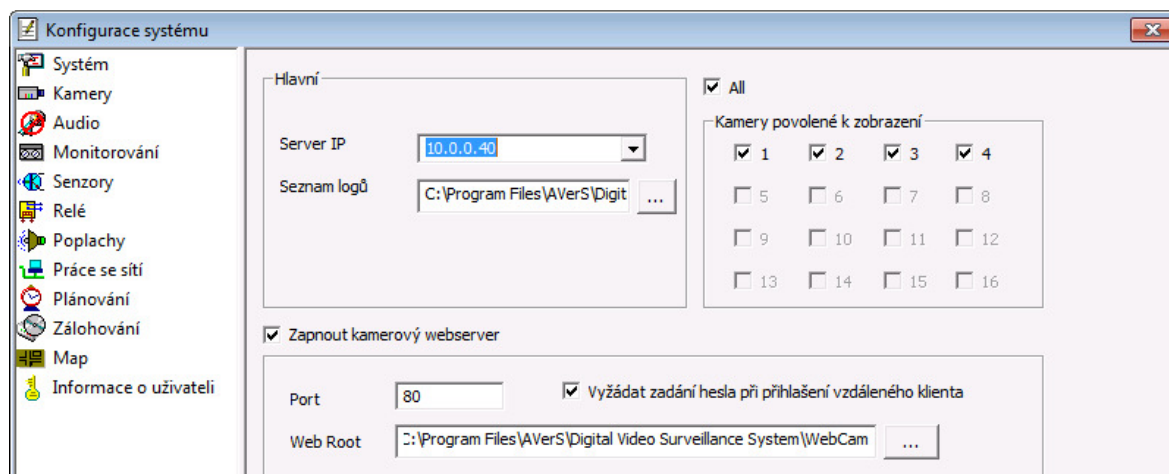 Konfigurace systému
Systém
Kamery
Audio
Monitorování
Senzory
Relé
Poplachy
Práce se sítí
Plánování
Zálohování
Map
Informace o uživateli
Hlavní
Server IP 10.0.0.40
Seznam logů C:\Program Files\AVerS\Digit ...
All
Kamery povolené k zobrazení
1 2 3 4
5 6 7 8
9 10 11 12
13 14 15 16
Zapnout kamerový webserver
Port 80 Vyžádat zadání hesla při přihlašení vzdáleného klienta
Web Root C:\Program Files\AVerS\Digital Video Surveillance System\WebCam ...